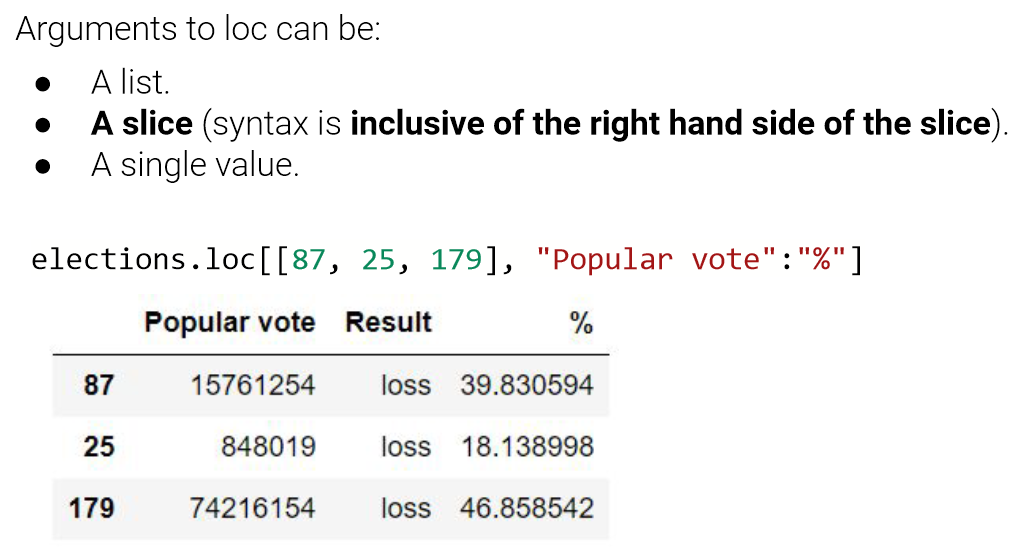 Arguments to loc can be:
● A list.
● A slice (syntax is inclusive of the right hand side of the slice).
● A single value.
elections.loc[[87, 25, 179], "Popular vote":"%"]
Popular vote Result %
87 15761254 loss 39.830594
25 848019 loss 18.138998
179 74216154 loss 46.858542